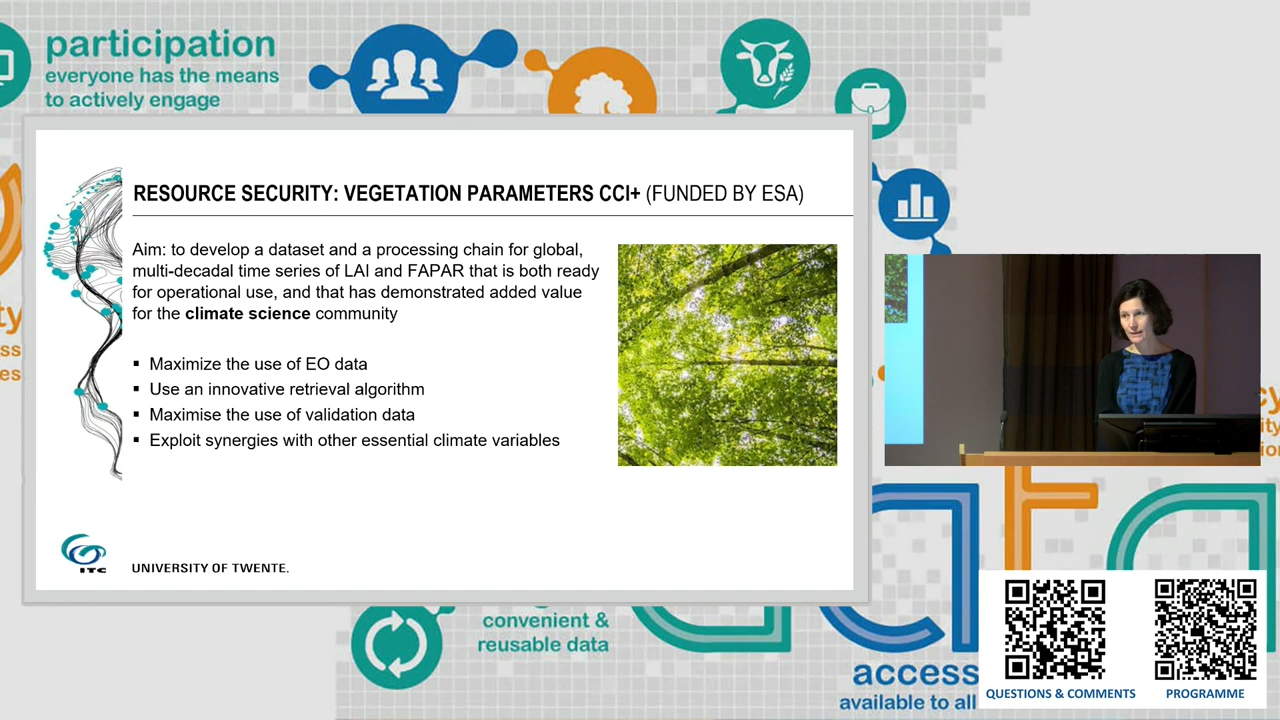 participation
everyone has the means
to actively engage
RESOURCE SECURITY: VEGETATION PARAMETERS CCI+ (FUNDED BY ESA)
Aim: to develop a dataset and a processing chain for global,
multi-decadal time series of LAI and FAPAR that is both ready
for operational use, and that has demonstrated added value
for the climate science community
▪ Maximize the use of EO data
▪ Use an innovative retrieval algorithm
▪ Maximise the use of validation data
▪ Exploit synergies with other essential climate variables
ITC
UNIVERSITY OF TWENTE.
convenient &
reusable data
access
available to all
QUESTIONS & COMMENTS
PROGRAMME